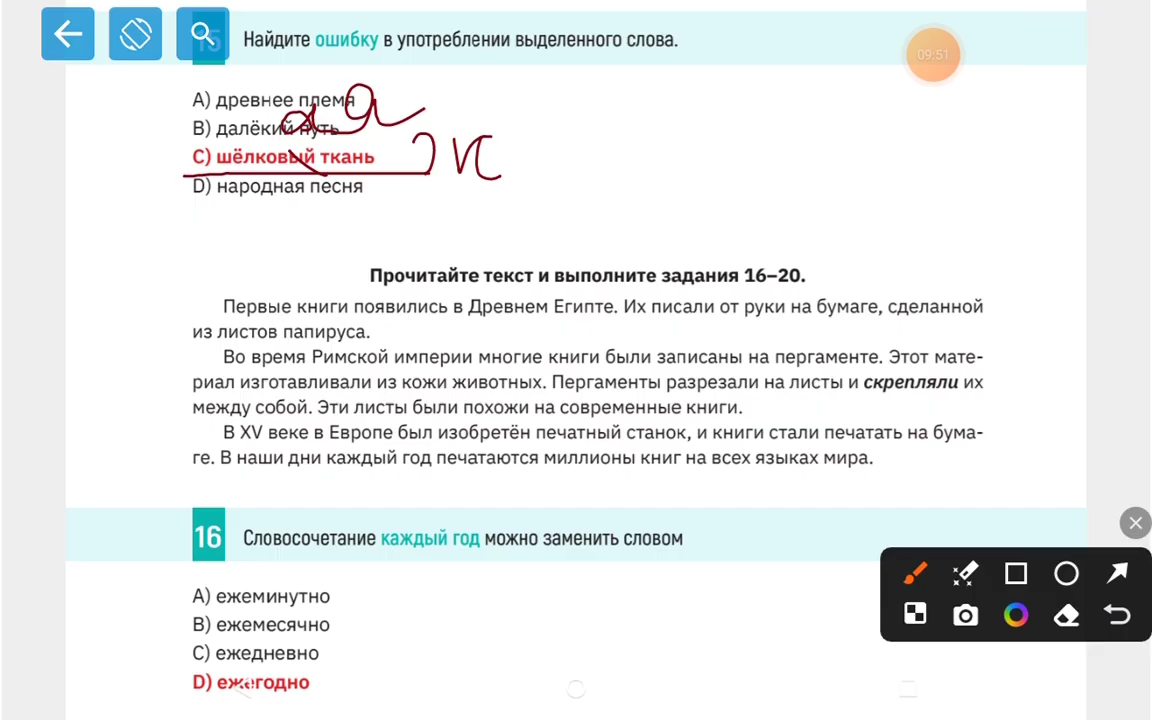 15 Найдите ошибку в употреблении выделенного слова.
09:51
A) древнее племя
B) далёкий путь
C) шёлковый ткань
D) народная песня
ая
Прочитайте текст и выполните задания 16–20.
Первые книги появились в Древнем Египте. Их писали от руки на бумаге, сделанной
из листов папируса.
Во время Римской империи многие книги были записаны на пергаменте. Этот мате-
риал изготавливали из кожи животных. Пергаменты разрезали на листы и скрепляли их
между собой. Эти листы были похожи на современные книги.
В XV веке в Европе был изобретён печатный станок, и книги стали печатать на бума-
ге. В наши дни каждый год печатаются миллионы книг на всех языках мира.
16 Словосочетание каждый год можно заменить словом
A) ежеминутно
B) ежемесячно
C) ежедневно
D) ежегодно